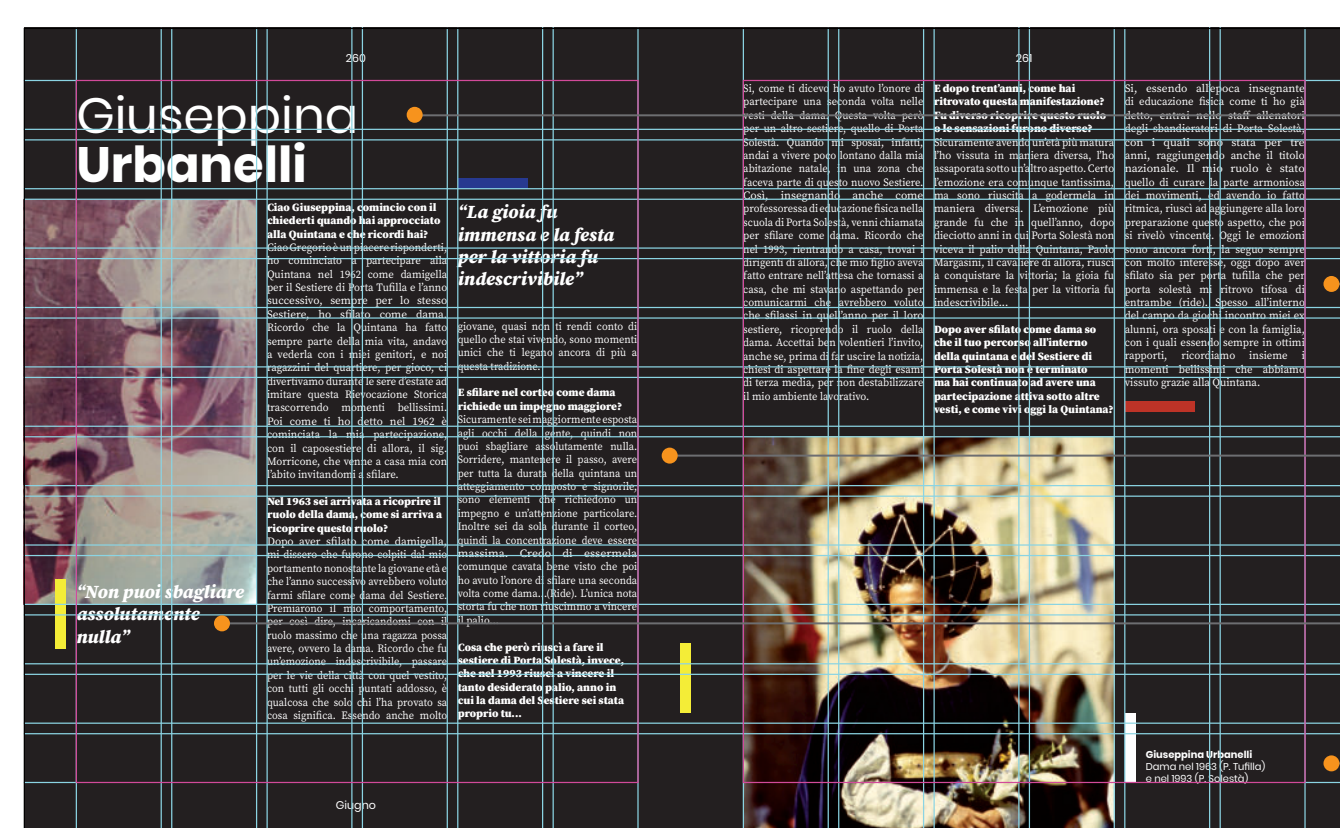 260
Giuseppina
Urbanelli
Ciao Giuseppina, comincio con il
chiederti quando hai approcciato
alla Quintana e che ricordi hai?
Ciao Gregorio è un piacere risponderti,
ho cominciato a partecipare alla
Quintana nel 1962 come damigella
per il Sestiere di Porta Tufilla e l'anno
successivo, sempre per lo stesso
Sestiere, ho sfilato come dama.
Ricordo che la Quintana ha fatto
sempre parte della mia vita, andavo
a vederla con i miei genitori, e noi
ragazzini del quartiere, per gioco, ci
divertivamo durante le sere d'estate ad
imitare questa Rievocazione Storica
trascorrendo momenti bellissimi.
Poi come ti ho detto nel 1962 è
cominciata la mia partecipazione,
con il caposestiere di allora, il sig.
Morricone, che venne a casa mia con
l'abito invitandomi a sfilare.
Nel 1963 sei arrivata a ricoprire il
ruolo della dama, come si arriva a
ricoprire questo ruolo?
Dopo aver sfilato come damigella,
mi dissero che furono colpiti dal mio
portamento nonostante la giovane età e
che l'anno successivo avrebbero voluto
farmi sfilare come dama del Sestiere.
Premiarono il mio comportamento,
per così dire, incaricandomi con il
ruolo massimo che una ragazza possa
avere, ovvero la dama. Ricordo che fu
un'emozione indescrivibile, passare
per le vie della città con quel vestito,
con tutti gli occhi puntati addosso, è
qualcosa che solo chi l'ha provato sa
cosa significa. Essendo anche molto
“Non puoi sbagliare
assolutamente
nulla”
“La gioia fu
immensa e la festa
per la vittoria fu
indescrivibile”
giovane, quasi non ti rendi conto di
quello che stai vivendo, sono momenti
unici che ti legano ancora di più a
questa tradizione.
E sfilare nel corteo come dama
richiede un impegno maggiore?
Sicuramente sei maggiormente esposta
agli occhi della gente, quindi non
puoi sbagliare assolutamente nulla.
Sorridere, mantenere il passo, avere
per tutta la durata della quintana un
atteggiamento composto e signorile,
sono elementi che richiedono un
impegno e un'attenzione particolare.
Inoltre sei da sola durante il corteo,
quindi la concentrazione deve essere
massima. Credo di essermela
comunque cavata bene visto che poi
ho avuto l'onore di sfilare una seconda
volta come dama...(Ride). L'unica nota
storta fu che non riuscimmo a vincere
il palio.
Cosa che però riuscì a fare il
sestiere di Porta Solestà, invece,
che nel 1993 riuscì a vincere il
tanto desiderato palio, anno in
cui la dama del Sestiere sei stata
proprio tu...
Giugno
261
Si, come ti dicevo ho avuto l'onore di
partecipare una seconda volta nelle
vesti della dama. Questa volta però
per un altro sestiere, quello di Porta
Solestà. Quando mi sposai, infatti,
andai a vivere poco lontano dalla mia
abitazione natale, in una zona che
faceva parte di questo nuovo Sestiere.
Così, insegnando anche come
professoressa di educazione fisica nella
scuola di Porta Solestà, venni chiamata
per sfilare come dama. Ricordo che
nel 1993, rientrando a casa, trovai i
dirigenti di allora, che mio figlio aveva
fatto entrare nell'attesa che tornassi a
casa, che mi stavano aspettando per
comunicarmi che avrebbero voluto
che sfilassi in quell'anno per il loro
sestiere, ricoprendo il ruolo della
dama. Accettai ben volentieri l'invito,
anche se, prima di far uscire la notizia,
chiesi di aspettare la fine degli esami
di terza media, per non destabilizzare
il mio ambiente lavorativo.
E dopo trent'anni, come hai
ritrovato questa manifestazione?
Fu diverso ricoprire questo ruolo
o le sensazioni furono diverse?
Sicuramente avendo un'età più matura
l'ho vissuta in maniera diversa, l'ho
assaporata sotto un'altro aspetto. Certo
l'emozione era comunque tantissima,
ma sono riuscita a godermela in
maniera diversa. L'emozione più
grande fu che in quell'anno, dopo
dieciotto anni in cui Porta Solestà non
viceva il palio della Quintana, Paolo
Margasini, il cavaliere di allora, riuscì
a conquistare la vittoria; la gioia fu
immensa e la festa per la vittoria fu
indescrivibile...
Dopo aver sfilato come dama so
che il tuo percorso all'interno
della quintana e del Sestiere di
Porta Solestà non è terminato
ma hai continuato ad avere una
partecipazione attiva sotto altre
vesti, e come vivi oggi la Quintana?
Si, essendo all'epoca insegnante
di educazione fisica come ti ho già
detto, entrai nello staff allenatori
degli sbandieratori di Porta Solestà,
con i quali sono stata per tre
anni, raggiungendo anche il titolo
nazionale. Il mio ruolo è stato
quello di curare la parte armoniosa
dei movimenti, ed avendo io fatto
ritmica, riuscì ad aggiungere alla loro
preparazione questo aspetto, che poi
si rivelò vincente. Oggi le emozioni
sono ancora forti, la seguo sempre
con molto interesse, oggi dopo aver
sfilato sia per porta tufilla che per
porta solestà mi ritrovo tifosa di
entrambe (ride). Spesso all'interno
del campo da giochi incontro miei ex
alunni, ora sposati e con la famiglia,
con i quali essendo sempre in ottimi
rapporti, ricordiamo insieme i
momenti bellissimi che abbiamo
vissuto grazie alla Quintana.
Giuseppina Urbanelli
Dama nel 1963 (P. Tufilla)
e nel 1993 (P. Solestà)